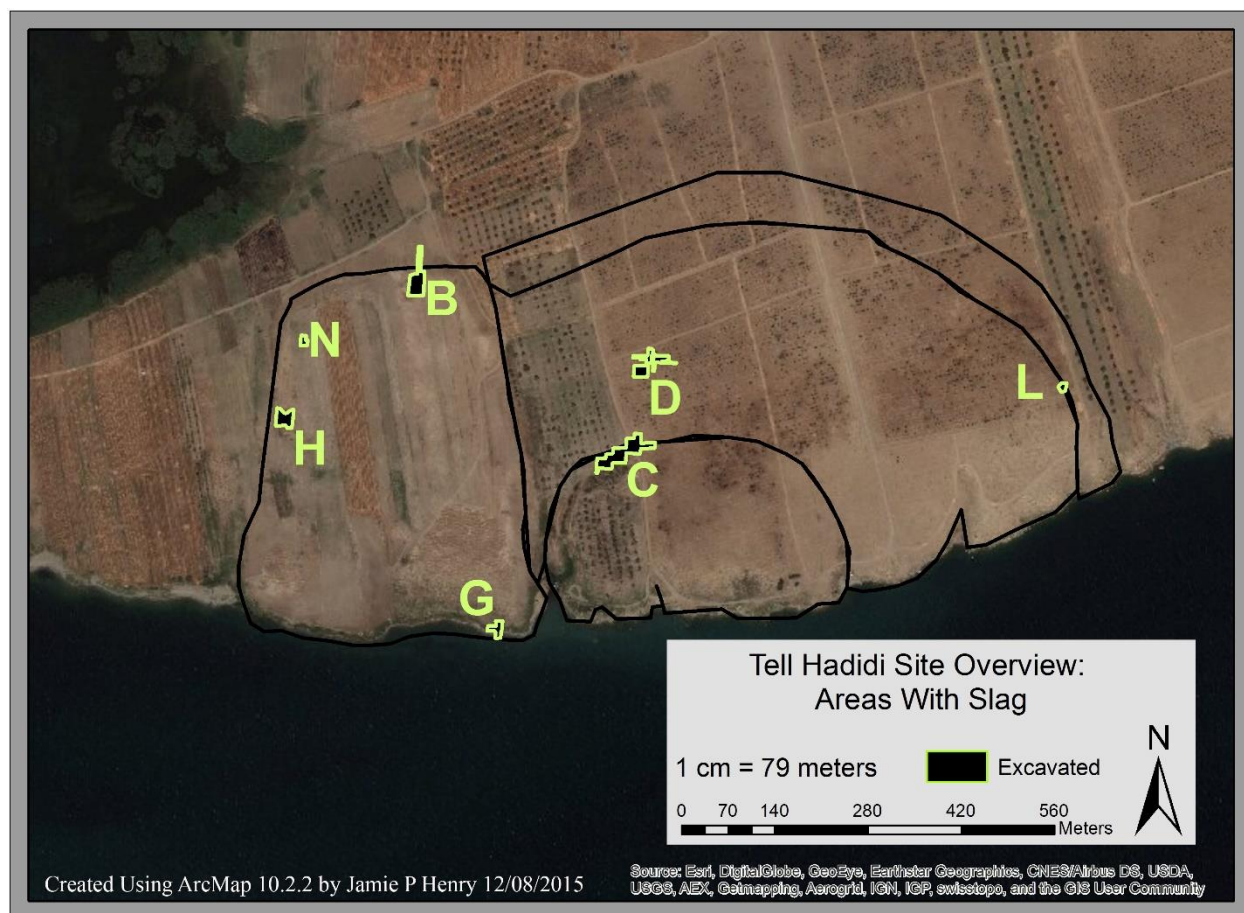 B
N
D
L
H
C
G
Tell Hadidi Site Overview:
Areas With Slag
N
1 cm = 79 meters
Excavated
0 70 140 280 420 560
Meters
Created Using ArcMap 10.2.2 by Jamie P Henry 12/08/2015
Source: Esri, DigitalGlobe, GeoEye, Earthstar Geographics, CNES/Airbus DS, USDA,
USGS, AEX, Getmapping, Aerogrid, IGN, IGP, swisstopo, and the GIS User Community